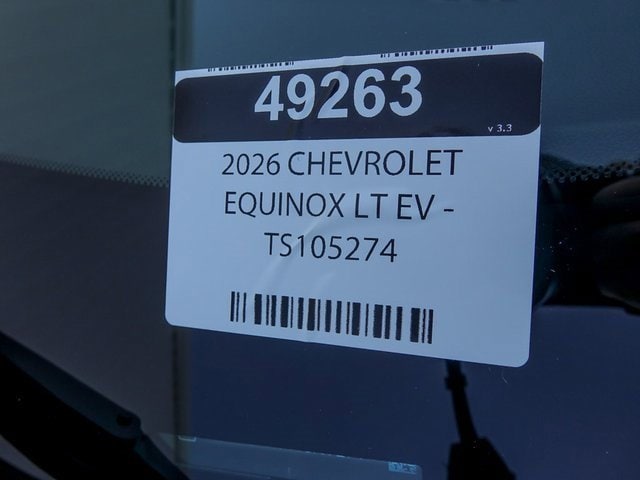 49263
v 3.3
2026 CHEVROLET
EQUINOX LT EV -
TS105274